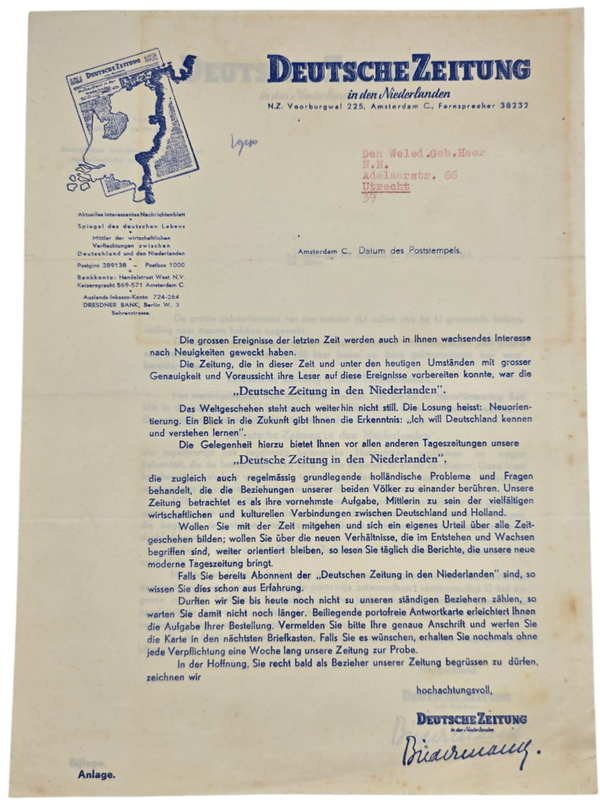 DEUTSCHE ZEITUNG
in den Niederlanden
N.Z. Voorburgwal 225, Amsterdam C., Fernsprecher 38232
DEUTSCHE ZEITUNG
Den Weled.Geb.Heer
N.N.
Adelaarstr. 66
Utrecht
39
Aktuelles interessantes Nachrichtenblatt
Spiegel des deutschen Lebens
Mittler der wirtschaftlichen
Verflechtungen zwischen
Deutschland und den Niederlanden
Postgiro 389138 – Postbox 1000
Bankkonto: Handelstrust West N.V.
Keizersgracht 569-571 Amsterdam C.
Auslands-Inkasso-Konto 724-264
DRESDNER BANK, Berlin W. 3
Behrenstrasse.
Amsterdam C., Datum des Poststempels.
Die grossen Ereignisse der letzten Zeit werden auch in Ihnen wachsendes Interesse
nach Neuigkeiten geweckt haben.
Die Zeitung, die in dieser Zeit und unter den heutigen Umständen mit grosser
Genauigkeit und Voraussicht ihre Leser auf diese Ereignisse vorbereiten konnte, war die
„Deutsche Zeitung in den Niederlanden".
Das Weltgeschehen steht auch weiterhin nicht still. Die Losung heisst: Neuorien-
tierung. Ein Blick in die Zukunft gibt Ihnen die Erkenntnis: „Ich will Deutschland kennen
und verstehen lernen".
Die Gelegenheit hierzu bietet Ihnen vor allen anderen Tageszeitungen unsere
„Deutsche Zeitung in den Niederlanden",
die zugleich auch regelmässig grundlegende holländische Probleme und Fragen
behandelt, die die Beziehungen unserer beiden Völker zu einander berühren. Unsere
Zeitung betrachtet es als ihre vornehmste Aufgabe, Mittlerin zu sein der vielfältigen
wirtschaftlichen und kulturellen Verbindungen zwischen Deutschland und Holland.
Wollen Sie mit der Zeit mitgehen und sich ein eigenes Urteil über alle Zeit-
geschehen bilden; wollen Sie über die neuen Verhältnisse, die im Entstehen und Wachsen
begriffen sind, weiter orientiert bleiben, so lesen Sie täglich die Berichte, die unsere neue
moderne Tageszeitung bringt.
Falls Sie bereits Abonnent der „Deutschen Zeitung in den Niederlanden" sind, so
wissen Sie dies schon aus Erfahrung.
Durften wir Sie bis heute noch nicht su unseren ständigen Beziehern zählen, so
warten Sie damit nicht noch länger. Beiliegende portofreie Antwortkarte erleichtert Ihnen
die Aufgabe Ihrer Bestellung. Vermelden Sie bitte Ihre genaue Anschrift und werfen Sie
die Karte in den nächsten Briefkasten. Falls Sie es wünschen, erhalten Sie nochmals ohne
jede Verpflichtung eine Woche lang unsere Zeitung zur Probe.
In der Hoffnung, Sie recht bald als Bezieher unserer Zeitung begrüssen zu dürfen,
zeichnen wir
hochachtungsvoll,
DEUTSCHE ZEITUNG
in den Niederlanden
Biedermann.
Anlage.